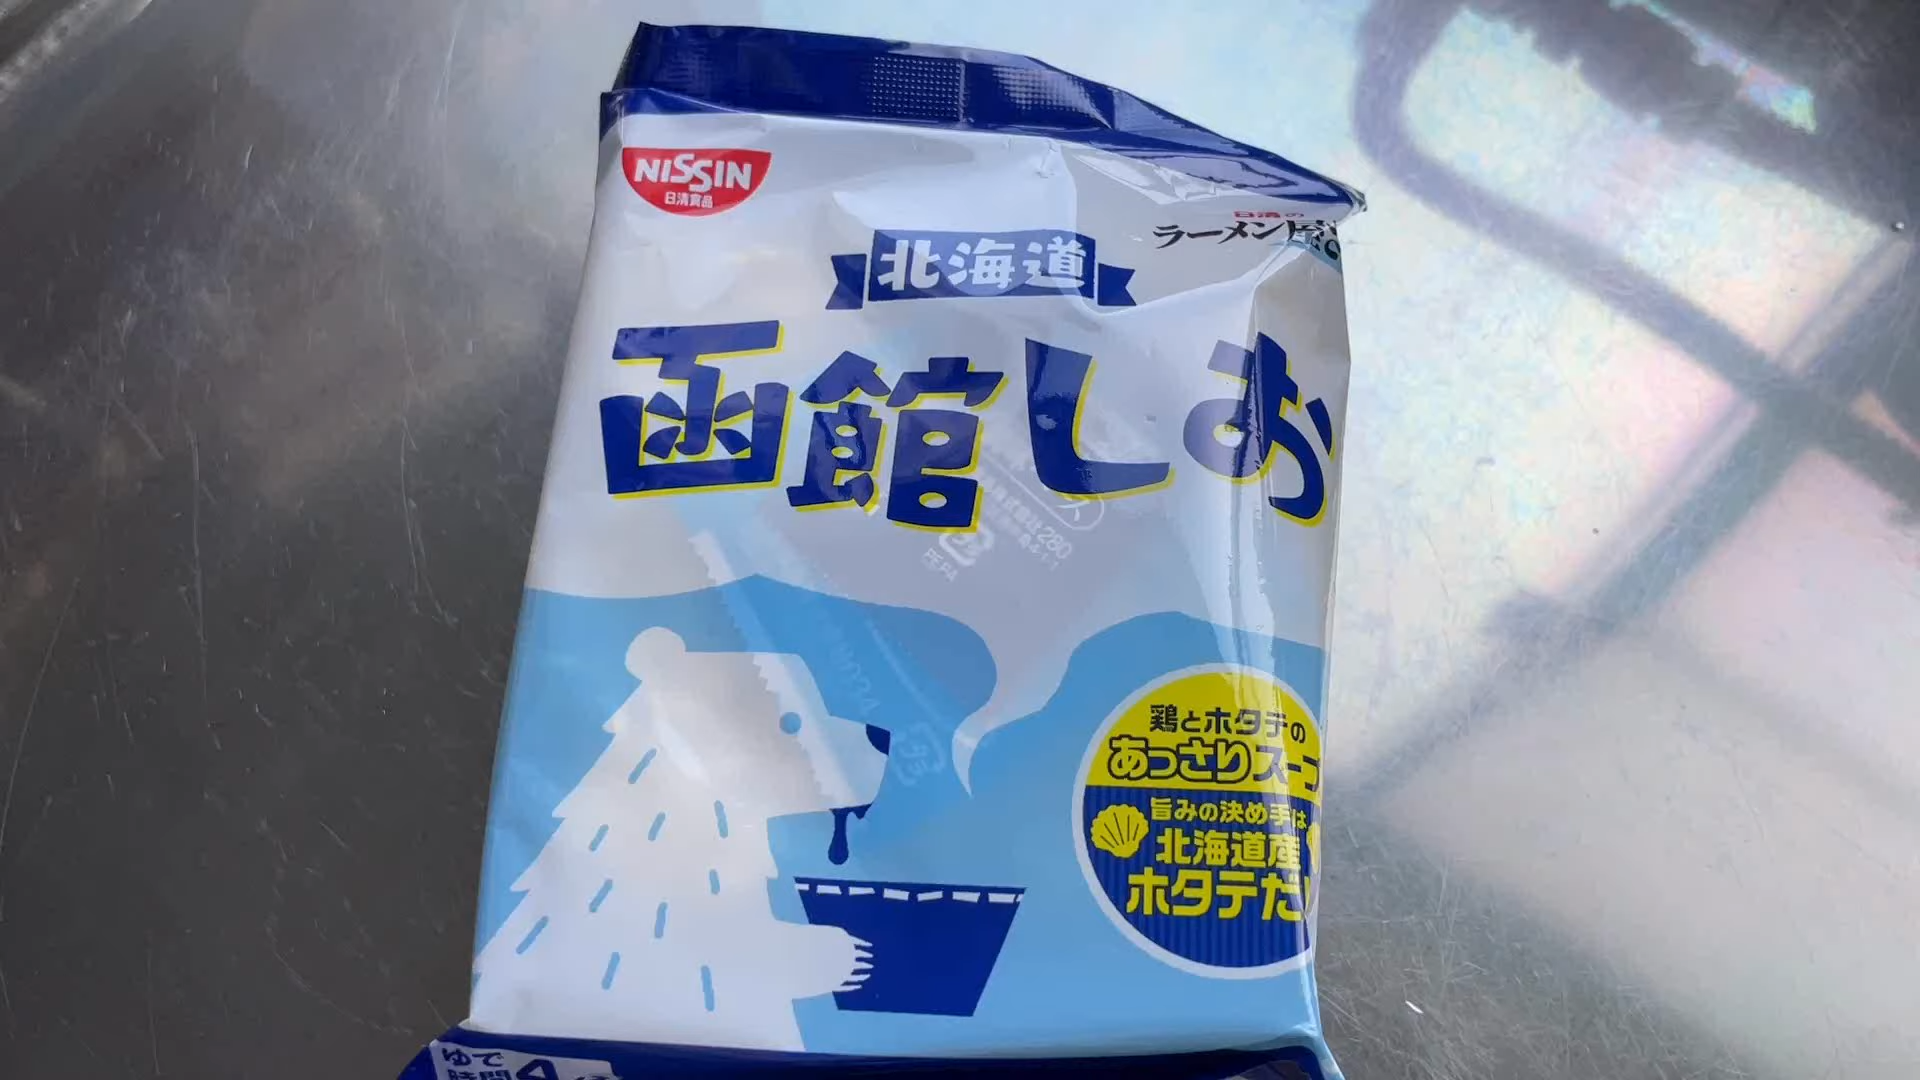 NISSIN
日清食品
日清の
ラーメン屋さん
北海道
函館しお
鶏とホタテの
あっさりスープ
旨みの決め手は
北海道産
ホタテだし
ゆで
時間4